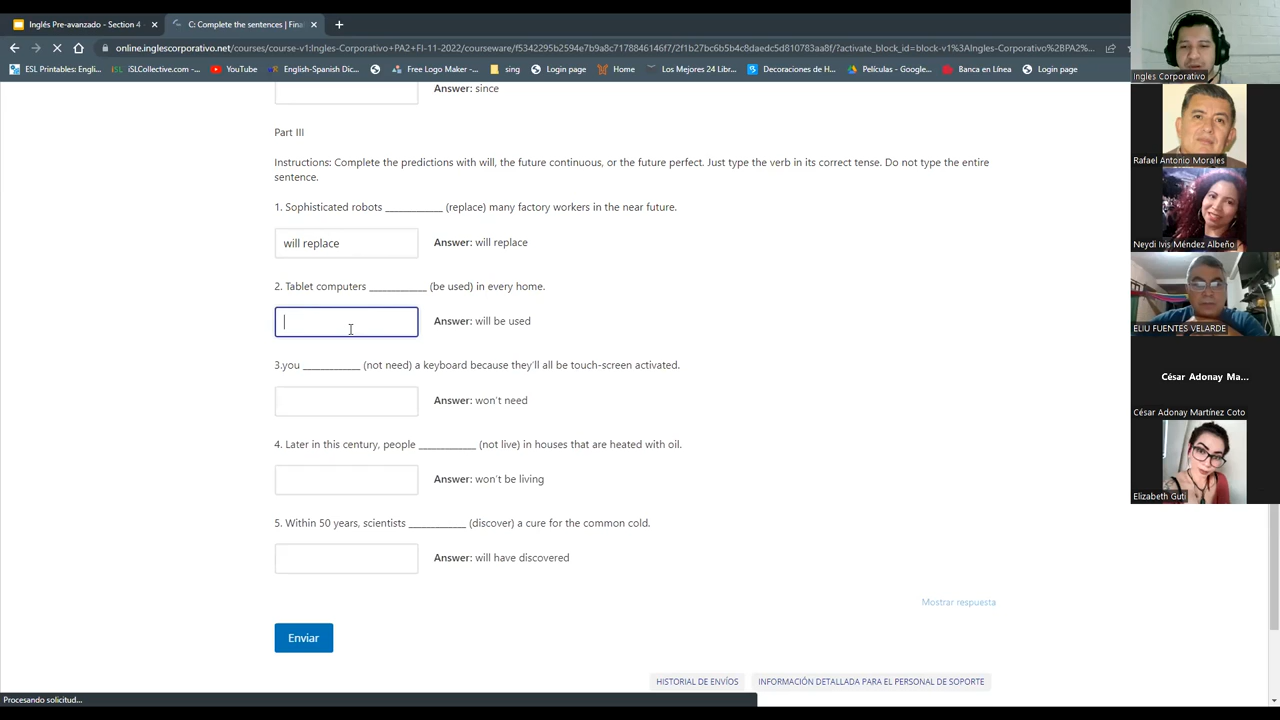 Inglés Pre-avanzado - Section 4 -
C: Complete the sentences | Fina
online.inglescorporativo.net/courses/course-v1:Ingles-Corporativo+PA2+FI-11-2022/courseware/f5342295b2594e7b9a8c7178846146f7/2f1b27bc6b5b4c8daedc5d810783aa8f/?activate_block_id=block-v1%3AIngles-Corporativo%2BPA2%...
ESL Printables: Engli...
iSLCollective.com -...
YouTube
English-Spanish Dic...
Free Logo Maker -...
sing
Login page
Home
Los Mejores 24 Libr...
Decoraciones de H...
Películas - Google...
Banca en Línea
Login page
Answer: since
Part III
Instructions: Complete the predictions with will, the future continuous, or the future perfect. Just type the verb in its correct tense. Do not type the entire
sentence.
1. Sophisticated robots ____________ (replace) many factory workers in the near future.
will replace
Answer: will replace
2. Tablet computers ____________ (be used) in every home.
Answer: will be used
3.you ____________ (not need) a keyboard because they'll all be touch-screen activated.
Answer: won't need
4. Later in this century, people ____________ (not live) in houses that are heated with oil.
Answer: won't be living
5. Within 50 years, scientists ____________ (discover) a cure for the common cold.
Answer: will have discovered
Mostrar respuesta
Enviar
HISTORIAL DE ENVÍOS
INFORMACIÓN DETALLADA PARA EL PERSONAL DE SOPORTE
Procesando solicitud...
Ingles Corporativo
Rafael Antonio Morales
Neydi Ivis Méndez Albeño
ELIU FUENTES VELARDE
César Adonay Ma...
César Adonay Martínez Coto
Elizabeth Guti